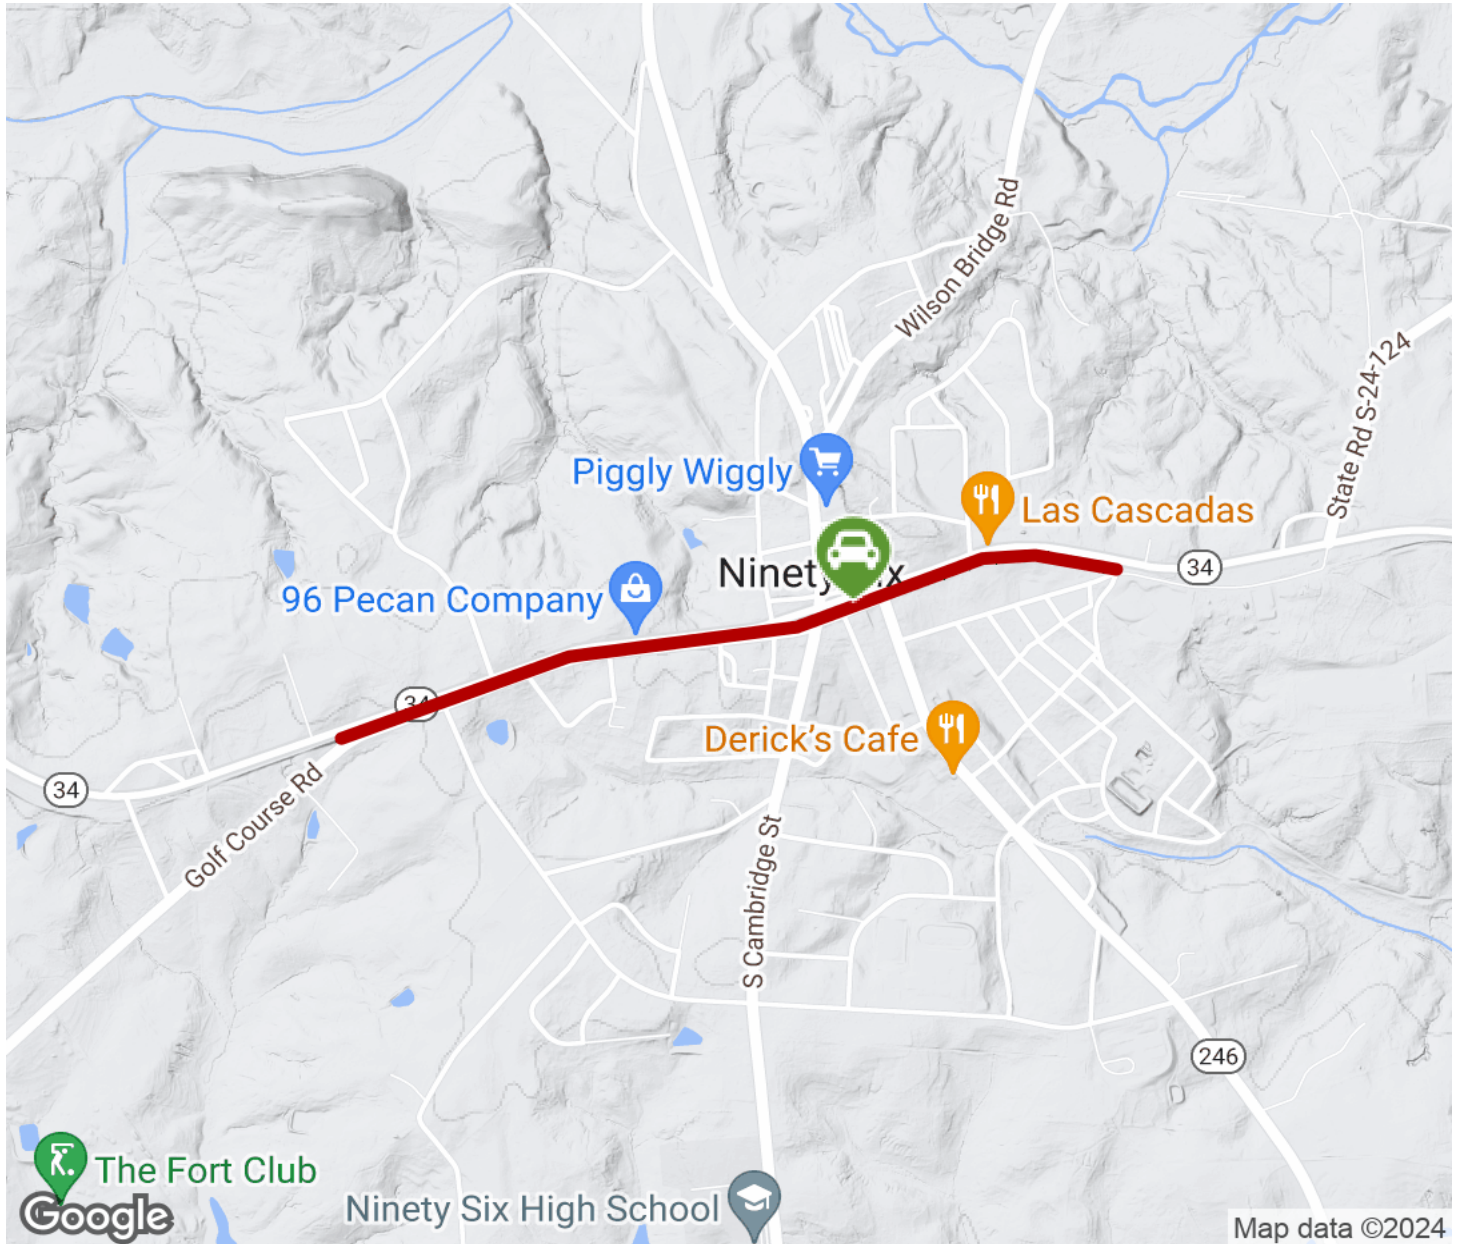 Wilson Bridge Rd
State Rd S-24-124
Piggly Wiggly
Las Cascadas
34
Ninety
ix
96 Pecan Company
34
Derick's Cafe
34
Golf Course Rd
S Cambridge St
246
The Fort Club
Ninety Six High School
Google
Map data ©2024